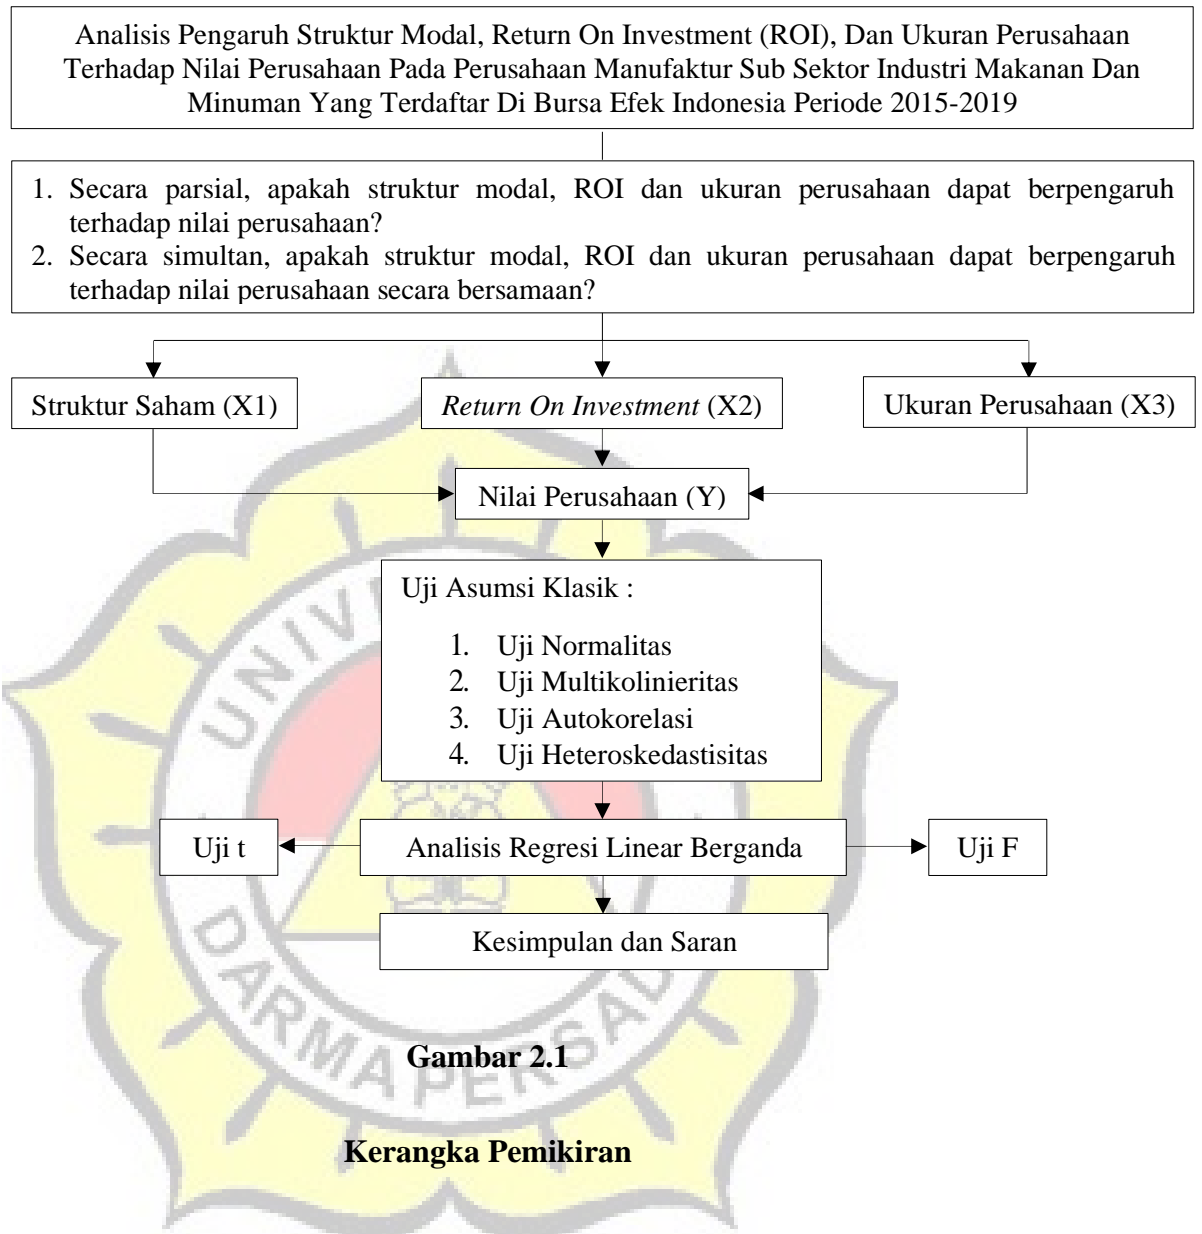 Analisis Pengaruh Struktur Modal, Return On Investment (ROI), Dan Ukuran Perusahaan
Terhadap Nilai Perusahaan Pada Perusahaan Manufaktur Sub Sektor Industri Makanan Dan
Minuman Yang Terdaftar Di Bursa Efek Indonesia Periode 2015-2019
1. Secara parsial, apakah struktur modal, ROI dan ukuran perusahaan dapat berpengaruh
terhadap nilai perusahaan?
2. Secara simultan, apakah struktur modal, ROI dan ukuran perusahaan dapat berpengaruh
terhadap nilai perusahaan secara bersamaan?
Struktur Saham (X1)
Return On Investment (X2)
Ukuran Perusahaan (X3)
Nilai Perusahaan (Y)
Uji Asumsi Klasik :
1. Uji Normalitas
2. Uji Multikolinieritas
3. Uji Autokorelasi
4. Uji Heteroskedastisitas
Uji t
Analisis Regresi Linear Berganda
Uji F
Kesimpulan dan Saran
DARMA PERSAD
Gambar 2.1
Kerangka Pemikiran